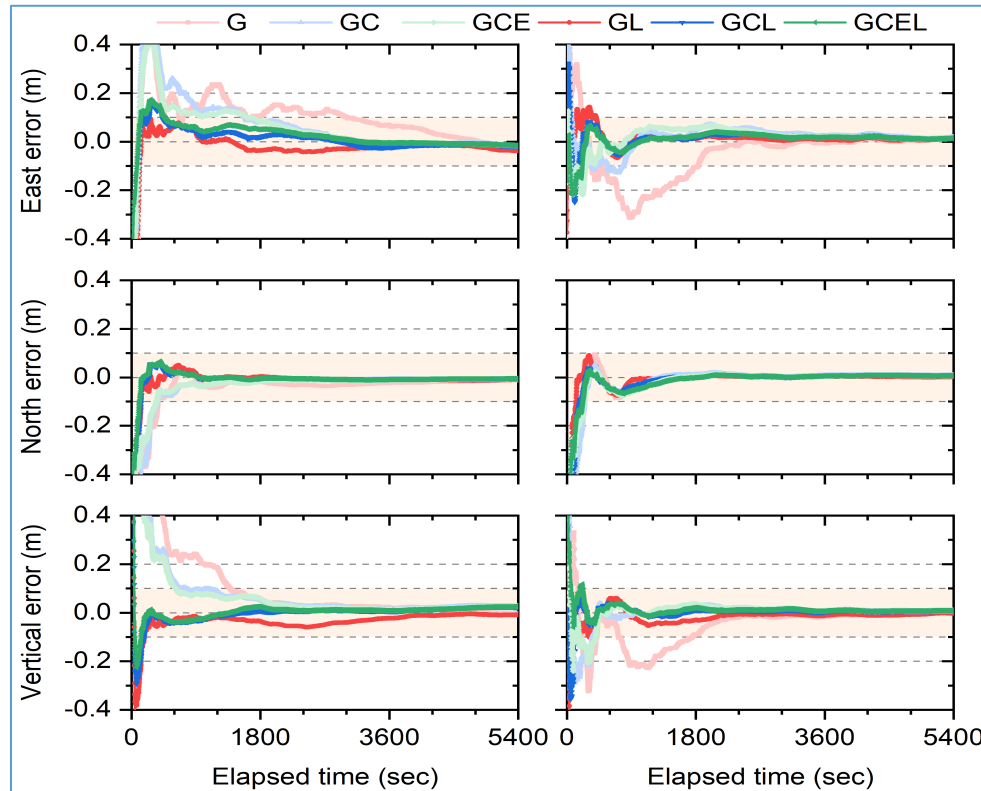 G GC GCE GL GCL GCEL
East error (m)
0.4
0.2
0.0
-0.2
-0.4
North error (m)
0.4
0.2
0.0
-0.2
-0.4
Vertical error (m)
0.4
0.2
0.0
-0.2
-0.4
0 1800 3600 5400 0 1800 3600 5400
Elapsed time (sec) Elapsed time (sec)